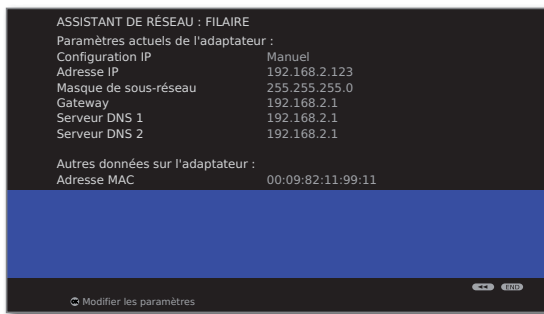 ASSISTANT DE RÉSEAU : FILAIRE
Paramètres actuels de l'adaptateur :
Configuration IP Manuel
Adresse IP 192.168.2.123
Masque de sous-réseau 255.255.255.0
Gateway 192.168.2.1
Serveur DNS 1 192.168.2.1
Serveur DNS 2 192.168.2.1
Autres données sur l'adaptateur :
Adresse MAC 00:09:82:11:99:11
END
OK Modifier les paramètres